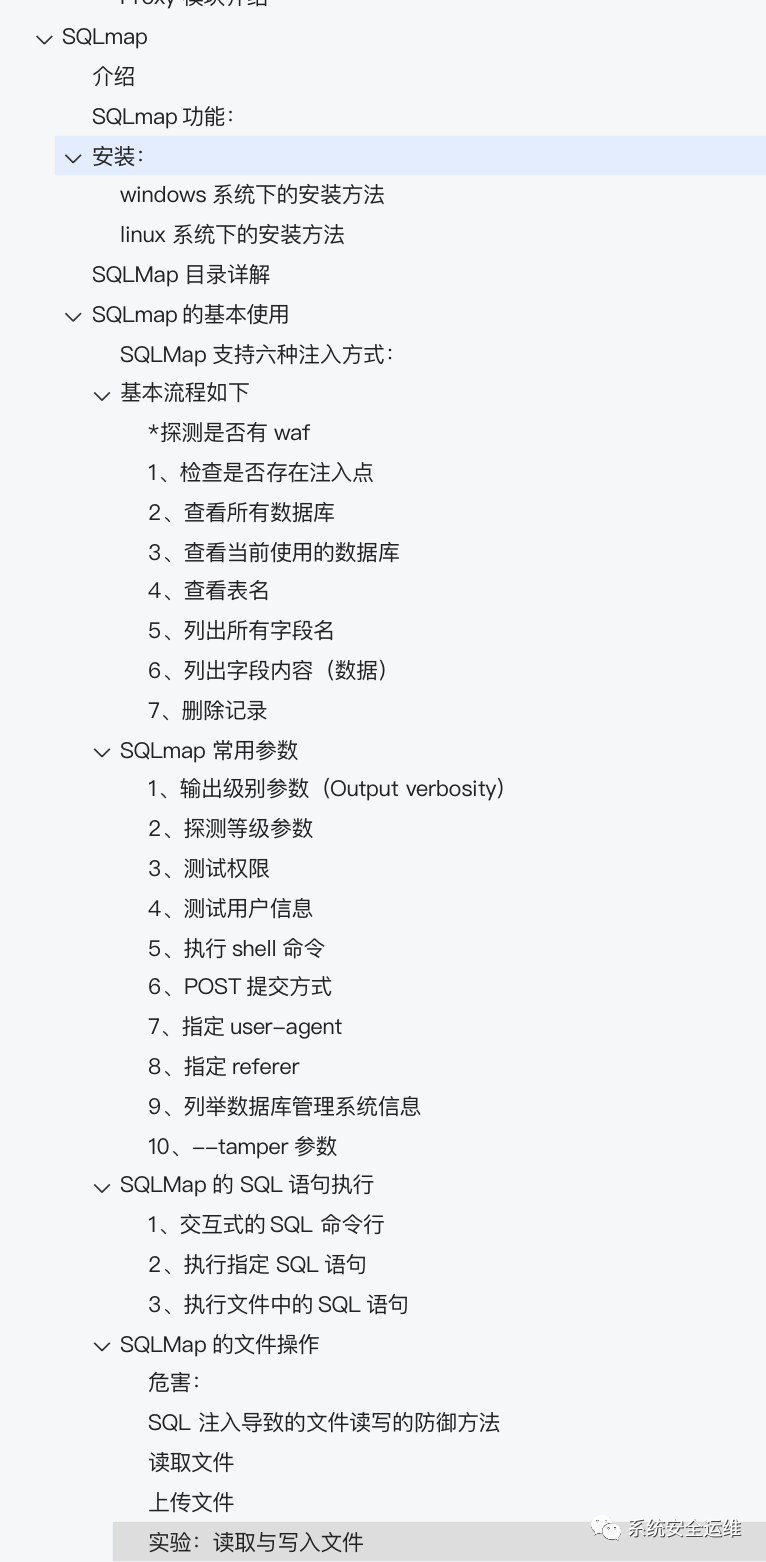 Proxy 模块介绍
SQLmap
介绍
SQLmap 功能：
安装：
windows 系统下的安装方法
linux 系统下的安装方法
SQLMap 目录详解
SQLmap 的基本使用
SQLMap 支持六种注入方式：
基本流程如下
*探测是否有 waf
1、检查是否存在注入点
2、查看所有数据库
3、查看当前使用的数据库
4、查看表名
5、列出所有字段名
6、列出字段内容（数据）
7、删除记录
SQLmap 常用参数
1、输出级别参数（Output verbosity）
2、探测等级参数
3、测试权限
4、测试用户信息
5、执行 shell 命令
6、POST 提交方式
7、指定 user-agent
8、指定 referer
9、列举数据库管理系统信息
10、--tamper 参数
SQLMap 的 SQL 语句执行
1、交互式的 SQL 命令行
2、执行指定 SQL 语句
3、执行文件中的 SQL 语句
SQLMap 的文件操作
危害：
SQL 注入导致的文件读写的防御方法
读取文件
上传文件
实验：读取与写入文件
系统安全运维